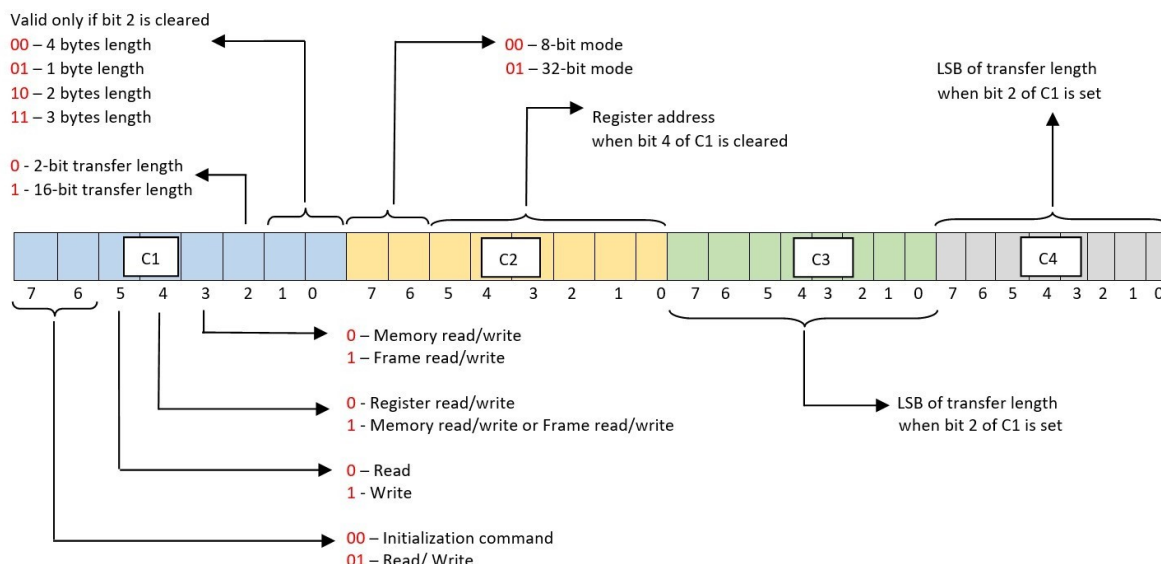 Valid only if bit 2 is cleared
00 – 4 bytes length
01 – 1 byte length
10 – 2 bytes length
11 – 3 bytes length
0 - 2-bit transfer length
1 - 16-bit transfer length
00 – 8-bit mode
01 – 32-bit mode
Register address
when bit 4 of C1 is cleared
LSB of transfer length
when bit 2 of C1 is set
C1
C2
C3
C4
7 6 5 4 3 2 1 0 7 6 5 4 3 2 1 0 7 6 5 4 3 2 1 0 7 6 5 4 3 2 1 0
0 – Memory read/write
1 – Frame read/write
0 - Register read/write
1 - Memory read/write or Frame read/write
0 – Read
1 - Write
00 – Initialization command
01 – Read/ Write
LSB of transfer length
when bit 2 of C1 is set